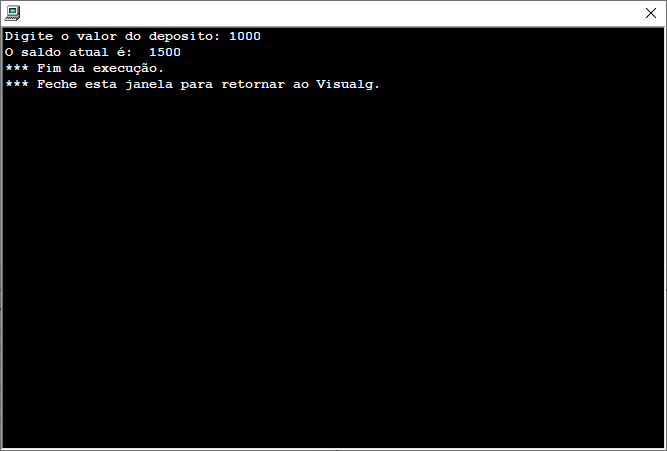 Digite o valor do deposito: 1000
O saldo atual é:  1500
*** Fim da execução.
*** Feche esta janela para retornar ao Visualg.